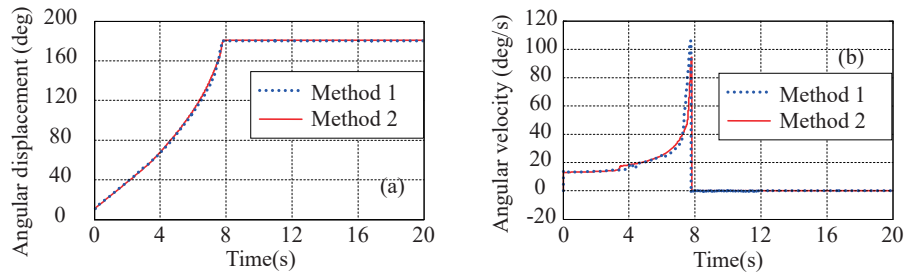 Angular displacement (deg)
200
160
120
80
40
0
0
4
8
12
16
20
Time(s)
Method 1
Method 2
(a)
Angular velocity (deg/s)
120
100
80
60
40
20
0
-20
0
4
8
12
16
20
Time(s)
(b)
Method 1
Method 2